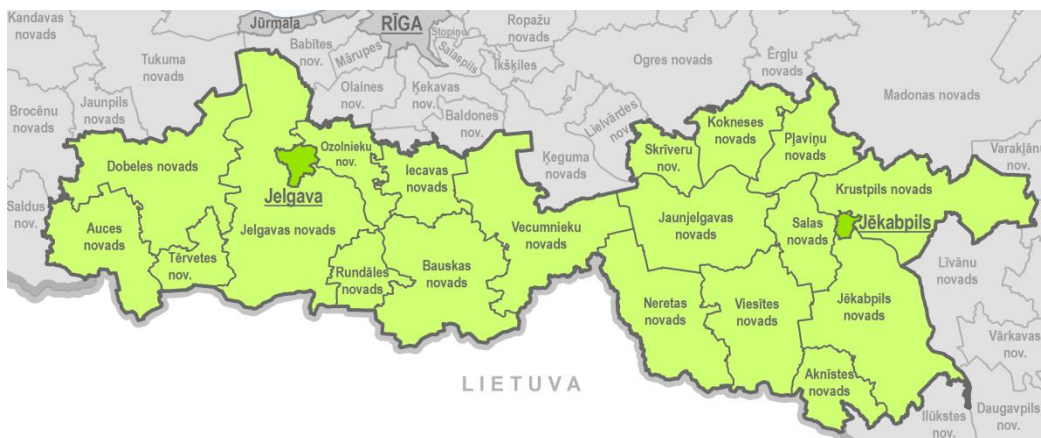 Kandavas
novads
Jūrmala
RĪGA
Ropažu
novads
Tukuma
novads
Babītes
nov.
Mārupes
Stopiņu
Salaspils
Ikšķiles
nov.
Ogres novads
Ērgļu
novads
Madonas novads
Brocēnu
novads
Jaunpils
novads
Olaines
nov.
Ķekavas
nov.
Baldones
nov.
Lielvārdes
nov.
Ķeguma
novads
Kokneses
novads
Skrīveru
nov.
Pļaviņu
novads
Varakļānu
nov.
Dobeles novads
Ozolnieku
nov.
Iecavas
novads
Krustpils novads
Saldus
nov.
Auces
novads
Jelgava
Jelgavas novads
Vecumnieku
novads
Jaunjelgavas
novads
Salas
novads
Jēkabpils
Tērvetes
nov.
Rundāles
novads
Bauskas
novads
Līvānu
novads
Neretas
novads
Viesītes
novads
Jēkabpils
novads
Vārkavas
nov.
Aknīstes
novads
LIETUVA
Ilūkstes
nov.
Daugavpils
nov.